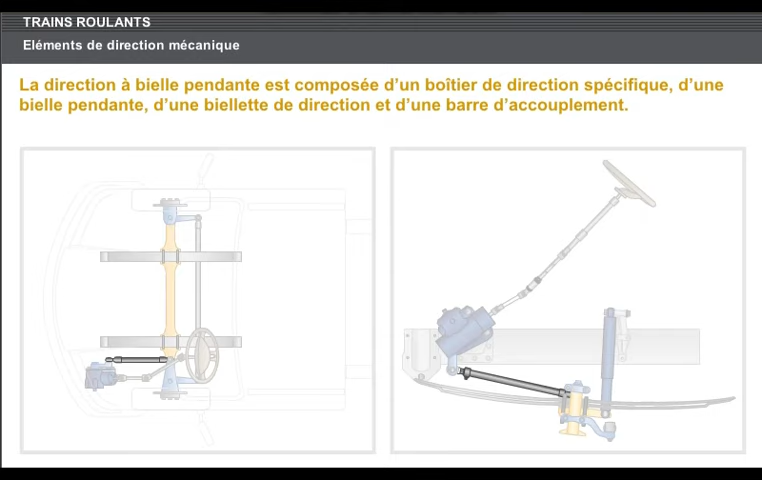 TRAINS ROULANTS
Eléments de direction mécanique
La direction à bielle pendante est composée d’un boîtier de direction spécifique, d’une
bielle pendante, d’une biellette de direction et d’une barre d’accouplement.